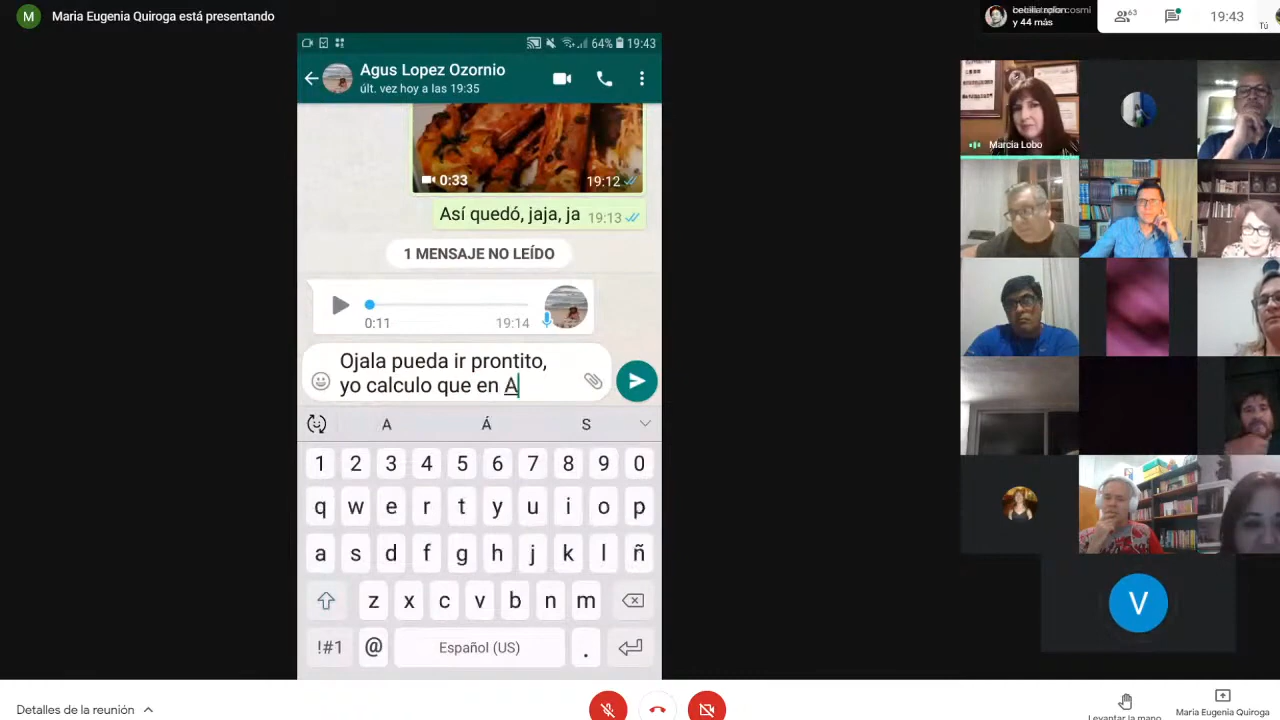 M
Maria Eugenia Quiroga está presentando
y 44 más
63
19:43
Tú
64% 19:43
Agus Lopez Ozornio
últ. vez hoy a las 19:35
0:33
19:12
Así quedó, jaja, ja 19:13
1 MENSAJE NO LEÍDO
0:11 19:14
Ojala pueda ir prontito,
yo calculo que en A
A Á S
1 2 3 4 5 6 7 8 9 0
q w e r t y u i o p
a s d f g h j k l ñ
z x c v b n m
!#1 @ Español (US) .
Marcia Lobo
V
Detalles de la reunión
Levantar la mano
Maria Eugenia Quiroga